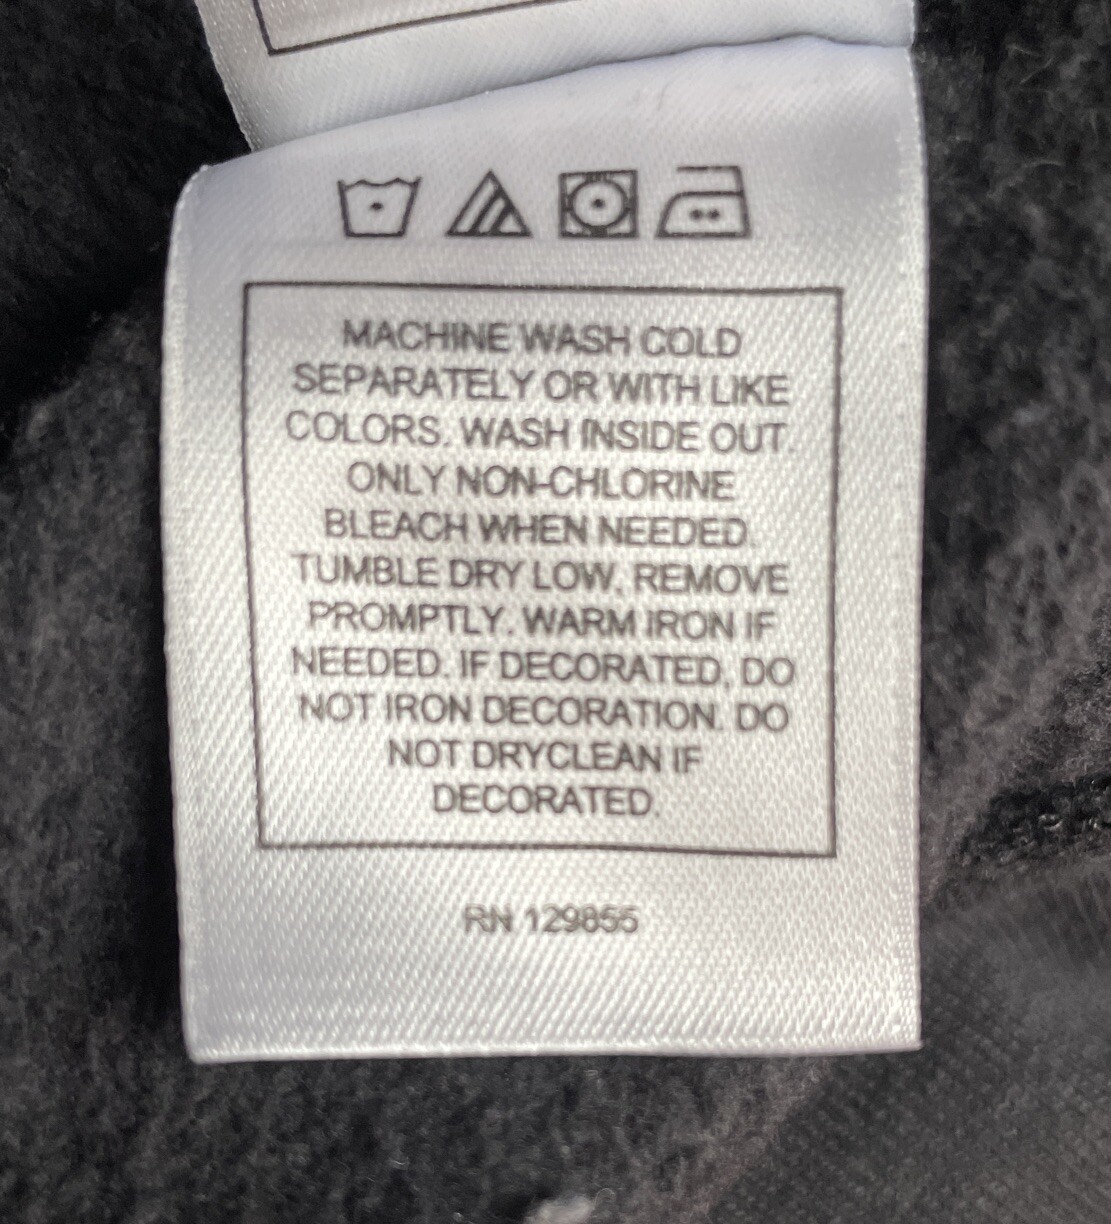 MACHINE WASH COLD
SEPARATELY OR WITH LIKE
COLORS. WASH INSIDE OUT.
ONLY NON-CHLORINE
BLEACH WHEN NEEDED.
TUMBLE DRY LOW. REMOVE
PROMPTLY. WARM IRON IF
NEEDED. IF DECORATED, DO
NOT IRON DECORATION. DO
NOT DRYCLEAN IF
DECORATED.
RN 129855